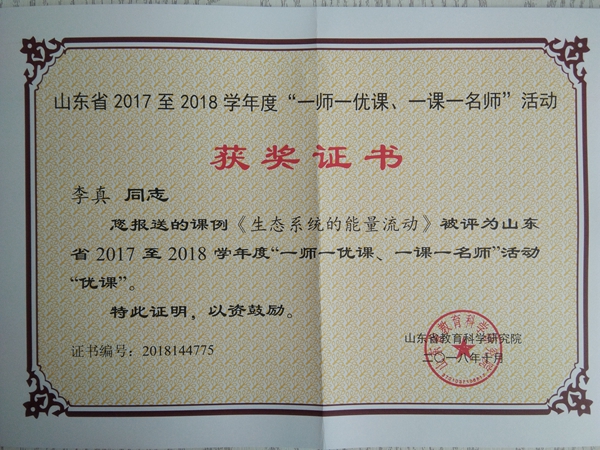 山东省2017至2018学年度“一师一优课、一课一名师”活动
获奖证书
李真 同志
您报送的课例《生态系统的能量流动》被评为山东
省2017至2018学年度“一师一优课、一课一名师”活动
“优课”。
特此证明，以资鼓励。
山东省教育科学研究院
证书编号：2018144775
二〇一八年十月